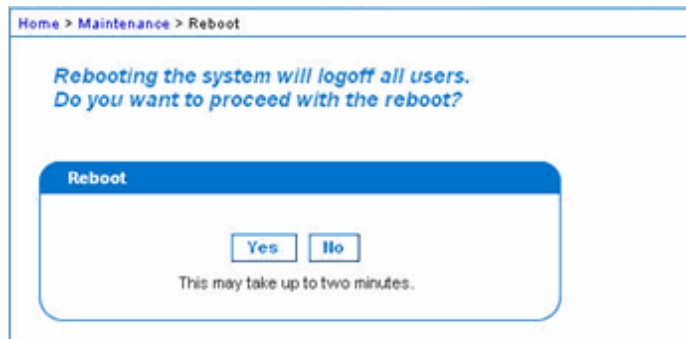 Home > Maintenance > Reboot
Rebooting the system will logoff all users.
Do you want to proceed with the reboot?
Reboot
Yes No
This may take up to two minutes.